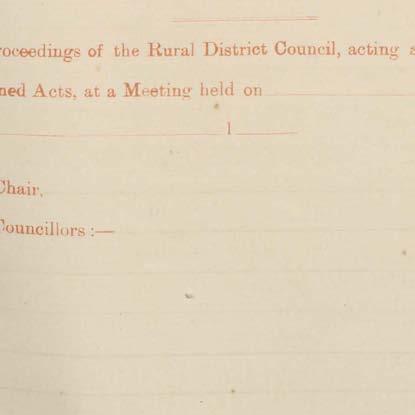 roceedings of the Rural District Council, acting
ned Acts, at a Meeting held on
1
Chair,
Councillors :—